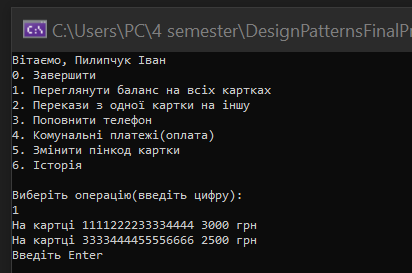 C:\Users\PC\4 semester\DesignPatternsFinalPr
Вітаємо, Пилипчук Іван
0. Завершити
1. Переглянути баланс на всіх картках
2. Перекази з одної картки на іншу
3. Поповнити телефон
4. Комунальні платежі(оплата)
5. Змінити пінкод картки
6. Історія
Виберіть операцію(введіть цифру):
1
На картці 1111222233334444 3000 грн
На картці 3333444455556666 2500 грн
Введіть Enter